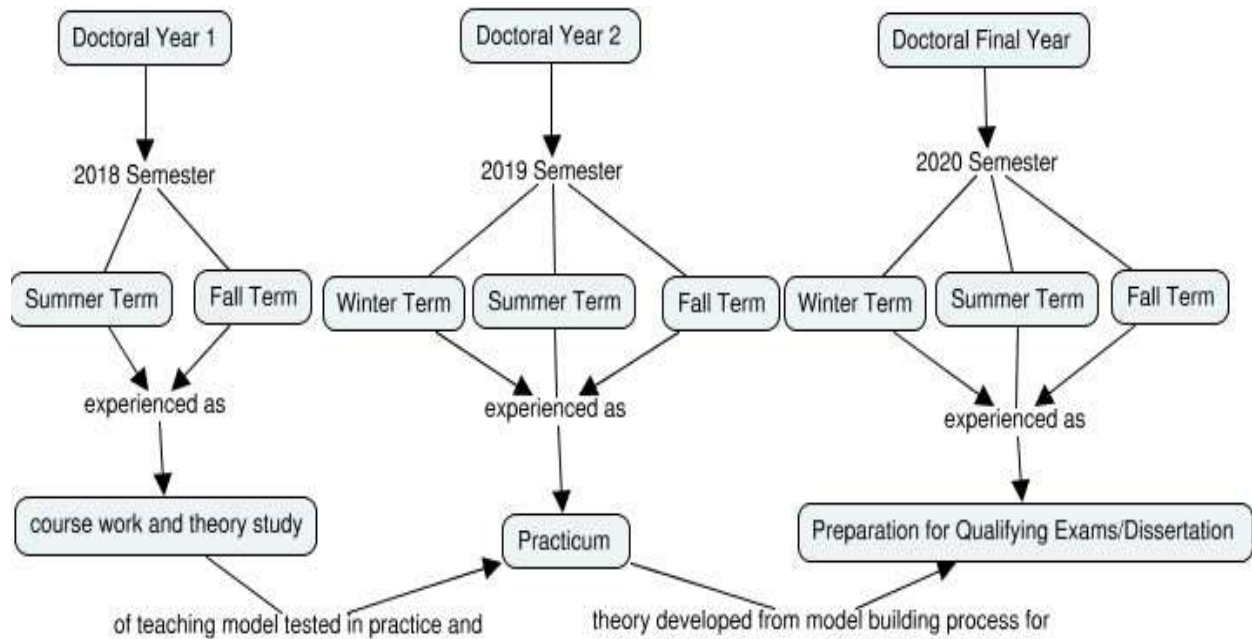 Doctoral Year 1
Doctoral Year 2
Doctoral Final Year
2018 Semester
2019 Semester
2020 Semester
Summer Term
Fall Term
Winter Term
Summer Term
Fall Term
Winter Term
Summer Term
Fall Term
experienced as
experienced as
experienced as
course work and theory study
Practicum
Preparation for Qualifying Exams/Dissertation
of teaching model tested in practice and
theory developed from model building process for